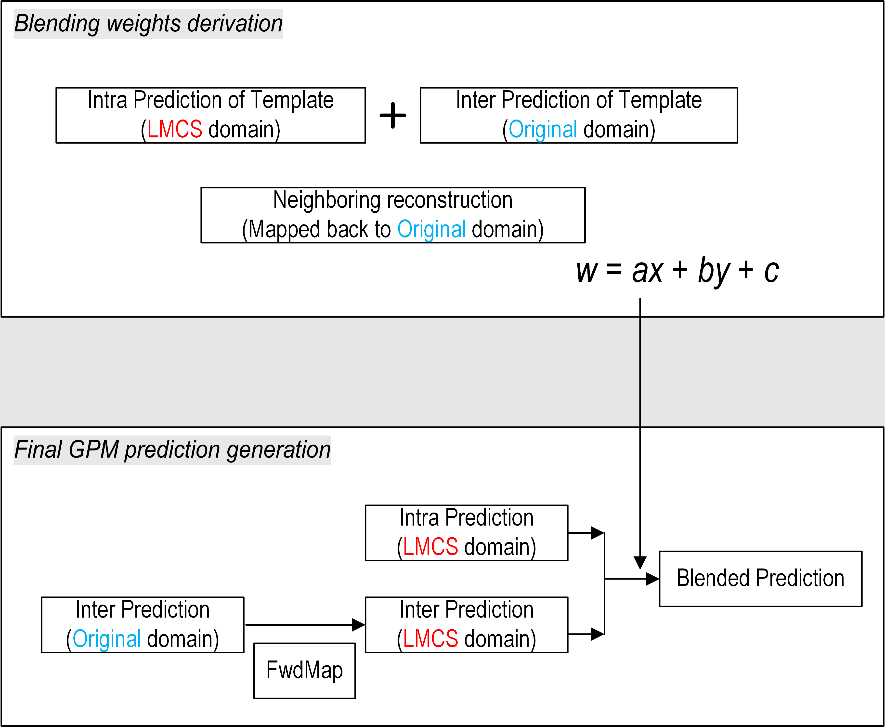 Blending weights derivation
Intra Prediction of Template
(LMCS domain)
+
Inter Prediction of Template
(Original domain)
Neighboring reconstruction
(Mapped back to Original domain)
w = ax + by + c
Final GPM prediction generation
Intra Prediction
(LMCS domain)
Inter Prediction
(Original domain)
FwdMap
Inter Prediction
(LMCS domain)
Blended Prediction